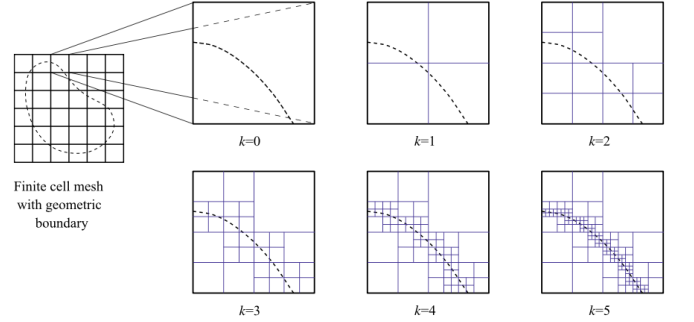 k=0
k=1
k=2
Finite cell mesh
with geometric
boundary
k=3
k=4
k=5